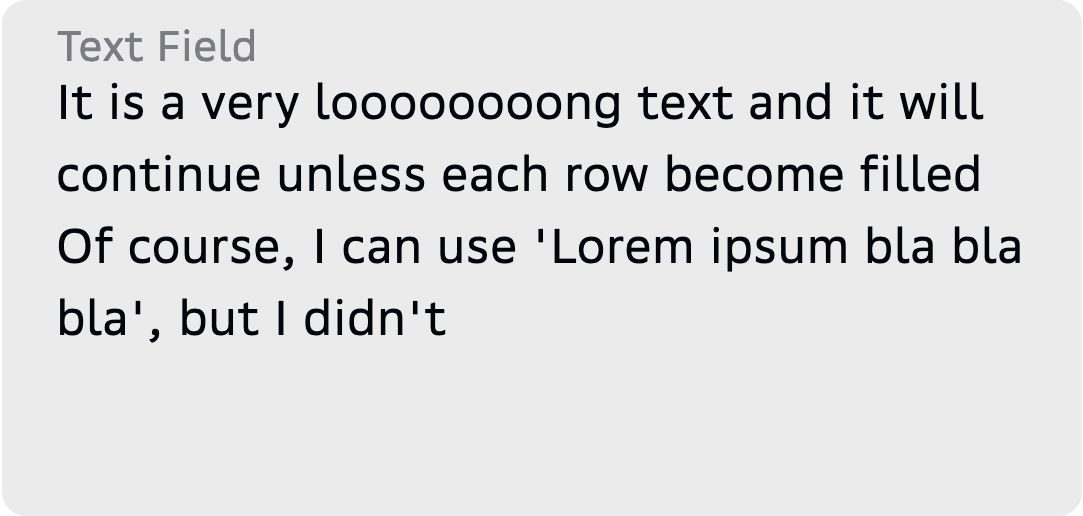 Text Field
It is a very looooooooong text and it will
continue unless each row become filled
Of course, I can use 'Lorem ipsum bla bla
bla', but I didn't